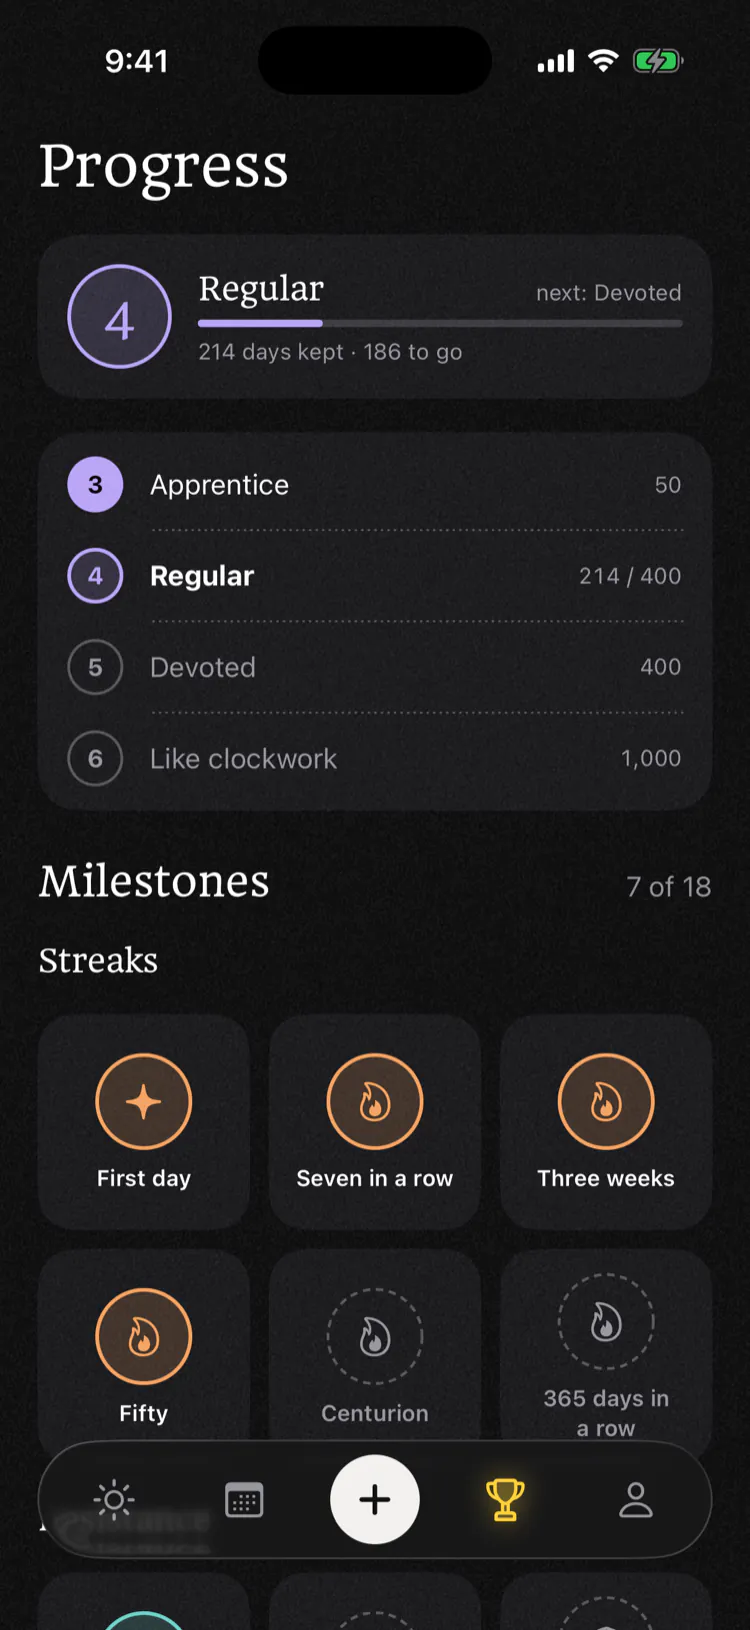 9:41
Progress
4
Regular
next: Devoted
214 days kept · 186 to go
3 Apprentice 50
4 Regular 214 / 400
5 Devoted 400
6 Like clockwork 1,000
Milestones 7 of 18
Streaks
First day
Seven in a row
Three weeks
Fifty
Centurion
365 days in
a row